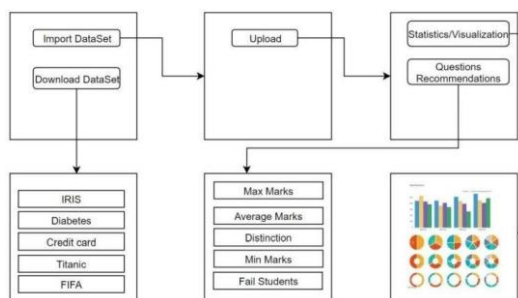 Import DataSet
Download DataSet
Upload
Statistics/Visualization
Questions
Recommendations
IRIS
Diabetes
Credit card
Titanic
FIFA
Max Marks
Average Marks
Distinction
Min Marks
Fail Students